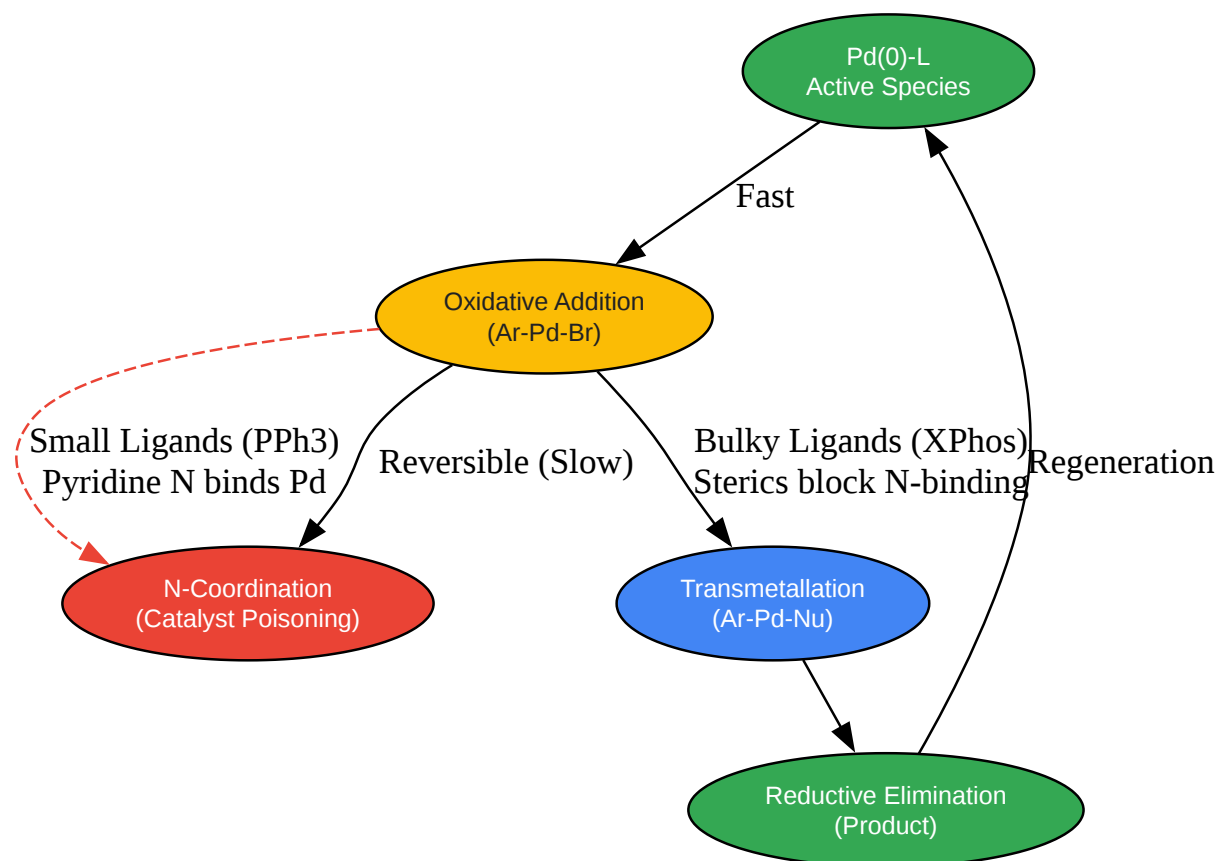 Pd(0)-L
Active Species
Fast
Oxidative Addition
(Ar-Pd-Br)
Small Ligands (PPh3)
Pyridine N binds Pd
Reversible (Slow)
Bulky Ligands (XPhos)
Sterics block N-binding
Regeneration
N-Coordination
(Catalyst Poisoning)
Transmetallation
(Ar-Pd-Nu)
Reductive Elimination
(Product)